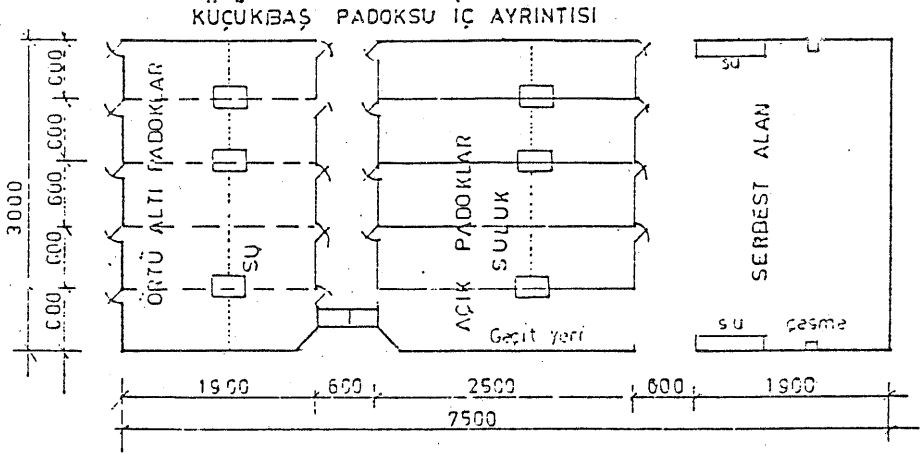 KÜÇÜKBAŞ PADOKSU İÇ AYRINTISI
3000
600
600
600
600
600
ÖRTÜ ALTI PADOKLAR
SU
AÇIK PADOKLAR
SULUK
Geçit yeri
SERBEST ALAN
su
su
çeşme
1900
600
2500
600
1900
7500